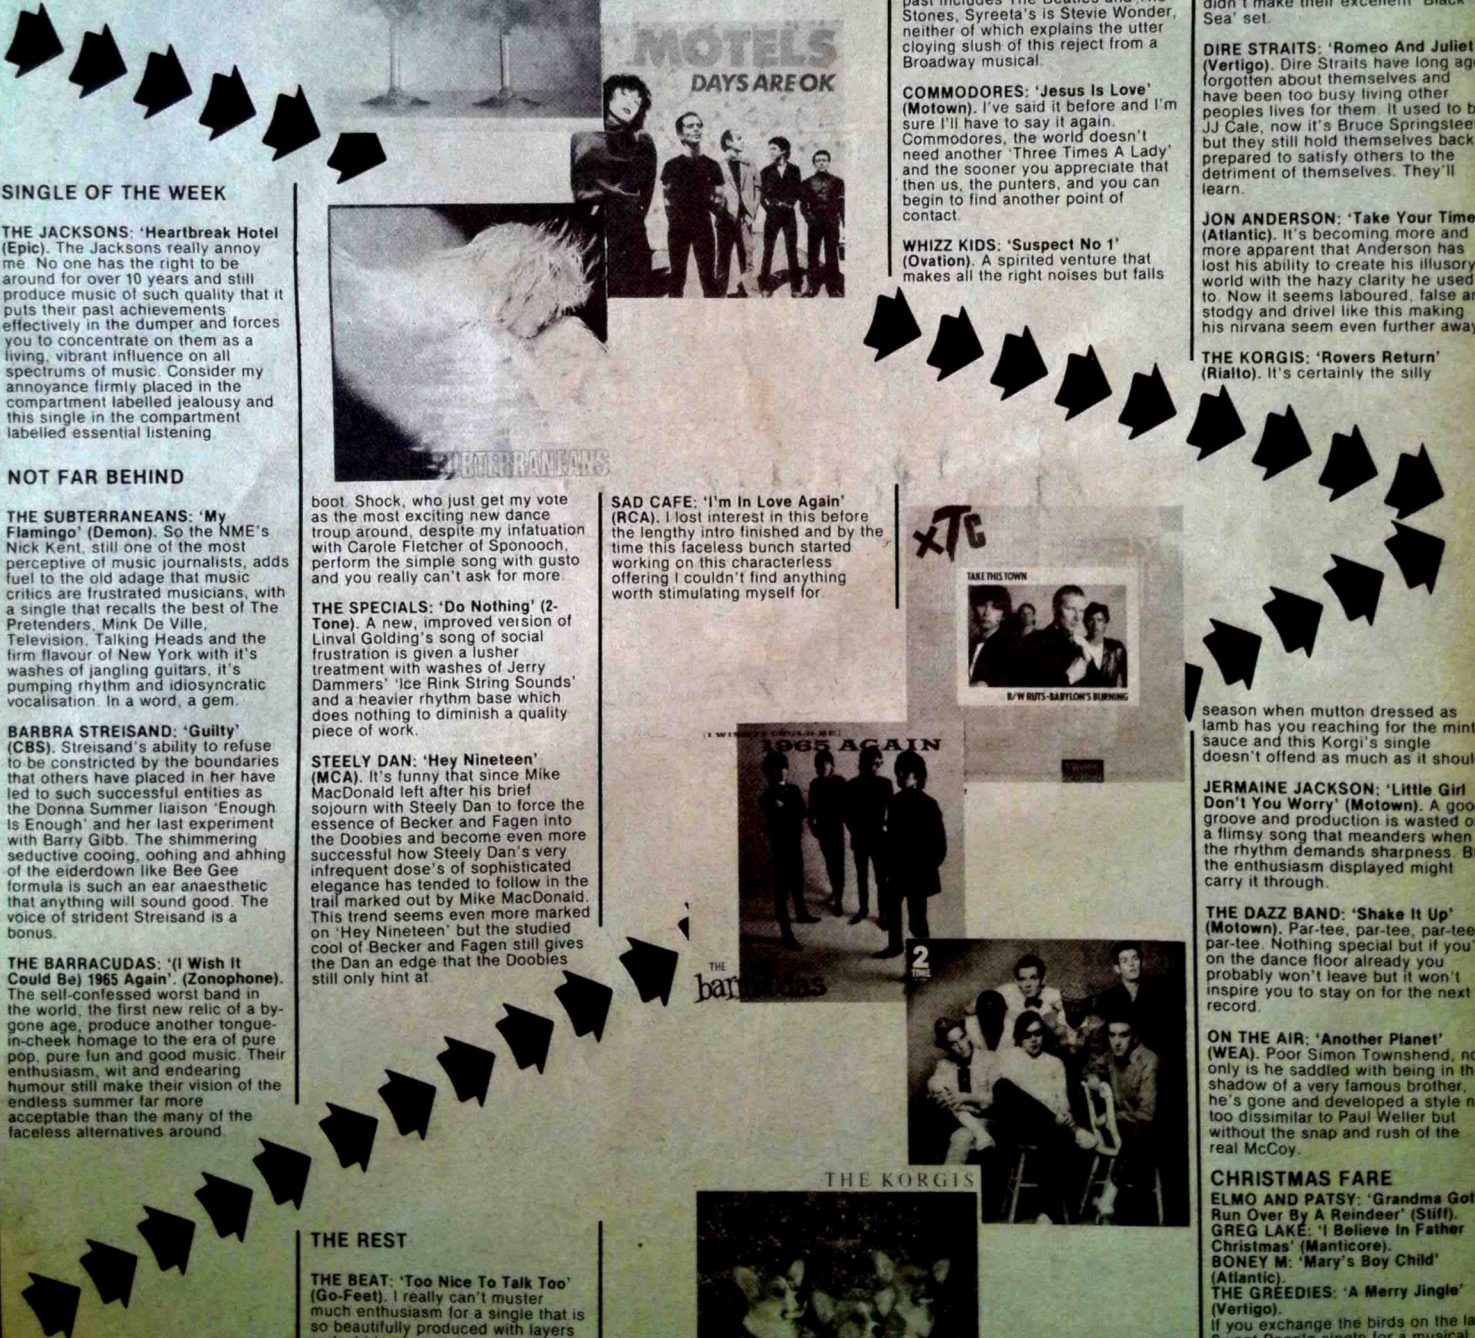 SINGLE OF THE WEEK
THE JACKSONS: 'Heartbreak Hotel
(Epic). The Jacksons really annoy
me. No one has the right to be
around for over 10 years and still
produce music of such quality that it
puts their past achievements
effectively in the dumper and forces
you to concentrate on them as a
living, vibrant influence on all
spectrums of music. Consider my
annoyance firmly placed in the
compartment labelled jealousy and
this single in the compartment
labelled essential listening
NOT FAR BEHIND
THE SUBTERRANEANS: 'My
Flamingo' (Demon). So the NME's
Nick Kent, still one of the most
perceptive of music journalists, adds
fuel to the old adage that music
critics are frustrated musicians, with
a single that recalls the best of The
Pretenders, Mink De Ville,
Television, Talking Heads and the
firm flavour of New York with it's
washes of jangling guitars, it's
pumping rhythm and idiosyncratic
vocalisation. In a word, a gem.
BARBRA STREISAND: 'Guilty'
(CBS). Streisand's ability to refuse
to be constricted by the boundaries
that others have placed in her have
led to such successful entities as
the Donna Summer liaison 'Enough
Is Enough' and her last experiment
with Barry Gibb. The shimmering
seductive cooing, oohing and ahhing
of the eiderdown like Bee Gee
formula is such an ear anaesthetic
that anything will sound good. The
voice of strident Streisand is a
bonus.
THE BARRACUDAS: '(I Wish It
Could Be) 1965 Again'. (Zonophone).
The self-confessed worst band in
the world, the first new relic of a by-
gone age, produce another tongue-
in-cheek homage to the era of pure
pop, pure fun and good music. Their
enthusiasm, wit and endearing
humour still make their vision of the
endless summer far more
acceptable than the many of the
faceless alternatives around.
MOTELS
DAYS ARE OK
SUBTERRANEANS
boot. Shock, who just get my vote
as the most exciting new dance
troup around, despite my infatuation
with Carole Fletcher of Sponooch,
perform the simple song with gusto
and you really can't ask for more.
THE SPECIALS: 'Do Nothing' (2-
Tone). A new, improved version of
Linval Golding's song of social
frustration is given a lusher
treatment with washes of Jerry
Dammers' 'Ice Rink String Sounds'
and a heavier rhythm base which
does nothing to diminish a quality
piece of work.
STEELY DAN: 'Hey Nineteen'
(MCA). It's funny that since Mike
MacDonald left after his brief
sojourn with Steely Dan to force the
essence of Becker and Fagen into
the Doobies and become even more
successful how Steely Dan's very
infrequent dose's of sophisticated
elegance has tended to follow in the
trail marked out by Mike MacDonald.
This trend seems even more marked
on 'Hey Nineteen' but the studied
cool of Becker and Fagen still gives
the Dan an edge that the Doobies
still only hint at.
THE REST
THE BEAT: 'Too Nice To Talk Too'
(Go-Feet). I really can't muster
much enthusiasm for a single that is
so beautifully produced with layers
SAD CAFE: 'I'm In Love Again'
(RCA). I lost interest in this before
the lengthy intro finished and by the
time this faceless bunch started
working on this characterless
offering I couldn't find anything
worth stimulating myself for.
Stones, Syreeta's is Stevie Wonder,
neither of which explains the utter
cloying slush of this reject from a
Broadway musical.
COMMODORES: 'Jesus Is Love'
(Motown). I've said it before and I'm
sure I'll have to say it again.
Commodores, the world doesn't
need another 'Three Times A Lady'
and the sooner you appreciate that
then us, the punters, and you can
begin to find another point of
contact.
WHIZZ KIDS: 'Suspect No 1'
(Ovation). A spirited venture that
makes all the right noises but falls
XTC
TAKE THIS TOWN
B/W RUTS-BABYLON'S BURNING
(I WISH IT COULD BE)
1965 AGAIN
THE
barracudas
2
TONE
THE KORGIS
Sea' set.
DIRE STRAITS: 'Romeo And Juliet
(Vertigo). Dire Straits have long
forgotten about themselves and
have been too busy living other
peoples lives for them. It used to
JJ Cale, now it's Bruce
but they still hold themselves back
prepared to satisfy others to the
detriment of themselves. They'll
learn.
JON ANDERSON: 'Take Your Time
(Atlantic). It's becoming more and
more apparent that Anderson has
lost his ability to create his illusory
world with the hazy clarity he used
to. Now it seems laboured, false
stodgy and drivel like this making
his nirvana seem even further away
THE KORGIS: 'Rovers Return'
(Rialto). It's certainly the silly
season when mutton dressed as
lamb has you reaching for the mint
sauce and this Korgi's single
doesn't offend as much as it
JERMAINE JACKSON: 'Little Girl
Don't You Worry' (Motown). A
groove and production is wasted
a flimsy song that meanders when
the rhythm demands sharpness.
the enthusiasm displayed might
carry it through.
THE DAZZ BAND: 'Shake It Up'
(Motown). Par-tee, par-tee, par-tee
par-tee. Nothing special but if
on the dance floor already you
probably won't leave but it won't
inspire you to stay on for the next
record.
ON THE AIR: 'Another Planet'
(WEA). Poor Simon Townshend,
only is he saddled with being in
shadow of a very famous brother,
he's gone and developed a style
too dissimilar to Paul Weller but
without the snap and rush of the
real McCoy.
CHRISTMAS FARE
ELMO AND PATSY: 'Grandma Got
Run Over By A Reindeer' (Stiff).
GREG LAKE: 'I Believe In Father
Christmas' (Manticore).
BONEY M: 'Mary's Boy Child'
(Atlantic).
THE GREEDIES: 'A Merry Jingle'
(Vertigo).
If you exchange the birds on the